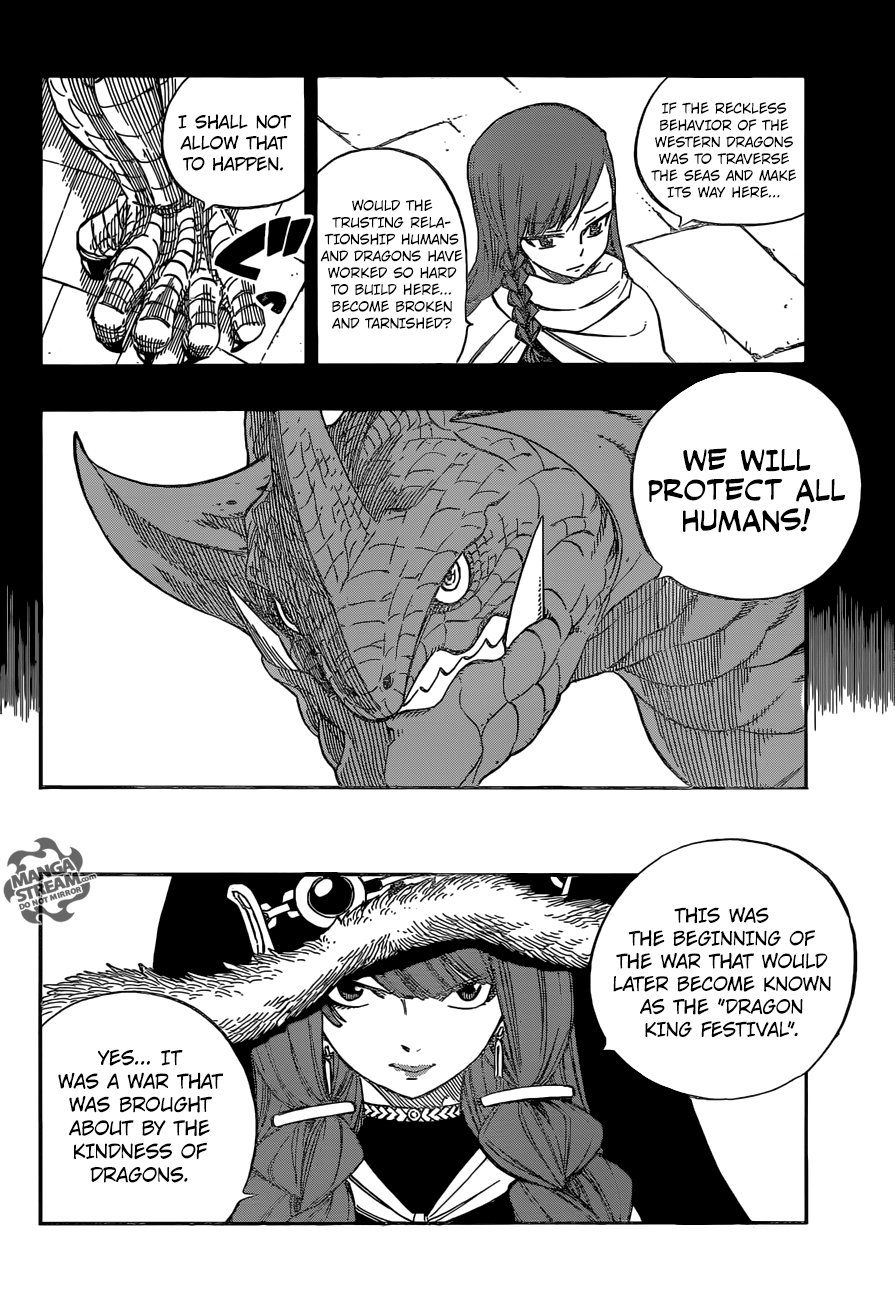 IF THE RECKLESS
BEHAVIOR OF THE
WESTERN DRAGONS
WAS TO TRAVERSE
THE SEAS AND MAKE
ITS WAY HERE...
WOULD THE
TRUSTING RELA-
TIONSHIP HUMANS
AND DRAGONS HAVE
WORKED SO HARD
TO BUILD HERE...
BECOME BROKEN
AND TARNISHED?
I SHALL NOT
ALLOW THAT
TO HAPPEN.
グッ
WE WILL
PROTECT ALL
HUMANS!
MANGA
STREAM.com
DO NOT MIRROR
THIS WAS
THE BEGINNING OF
THE WAR THAT WOULD
LATER BECOME KNOWN
AS THE "DRAGON
KING FESTIVAL".
YES... IT
WAS A WAR THAT
WAS BROUGHT
ABOUT BY THE
KINDNESS OF
DRAGONS.